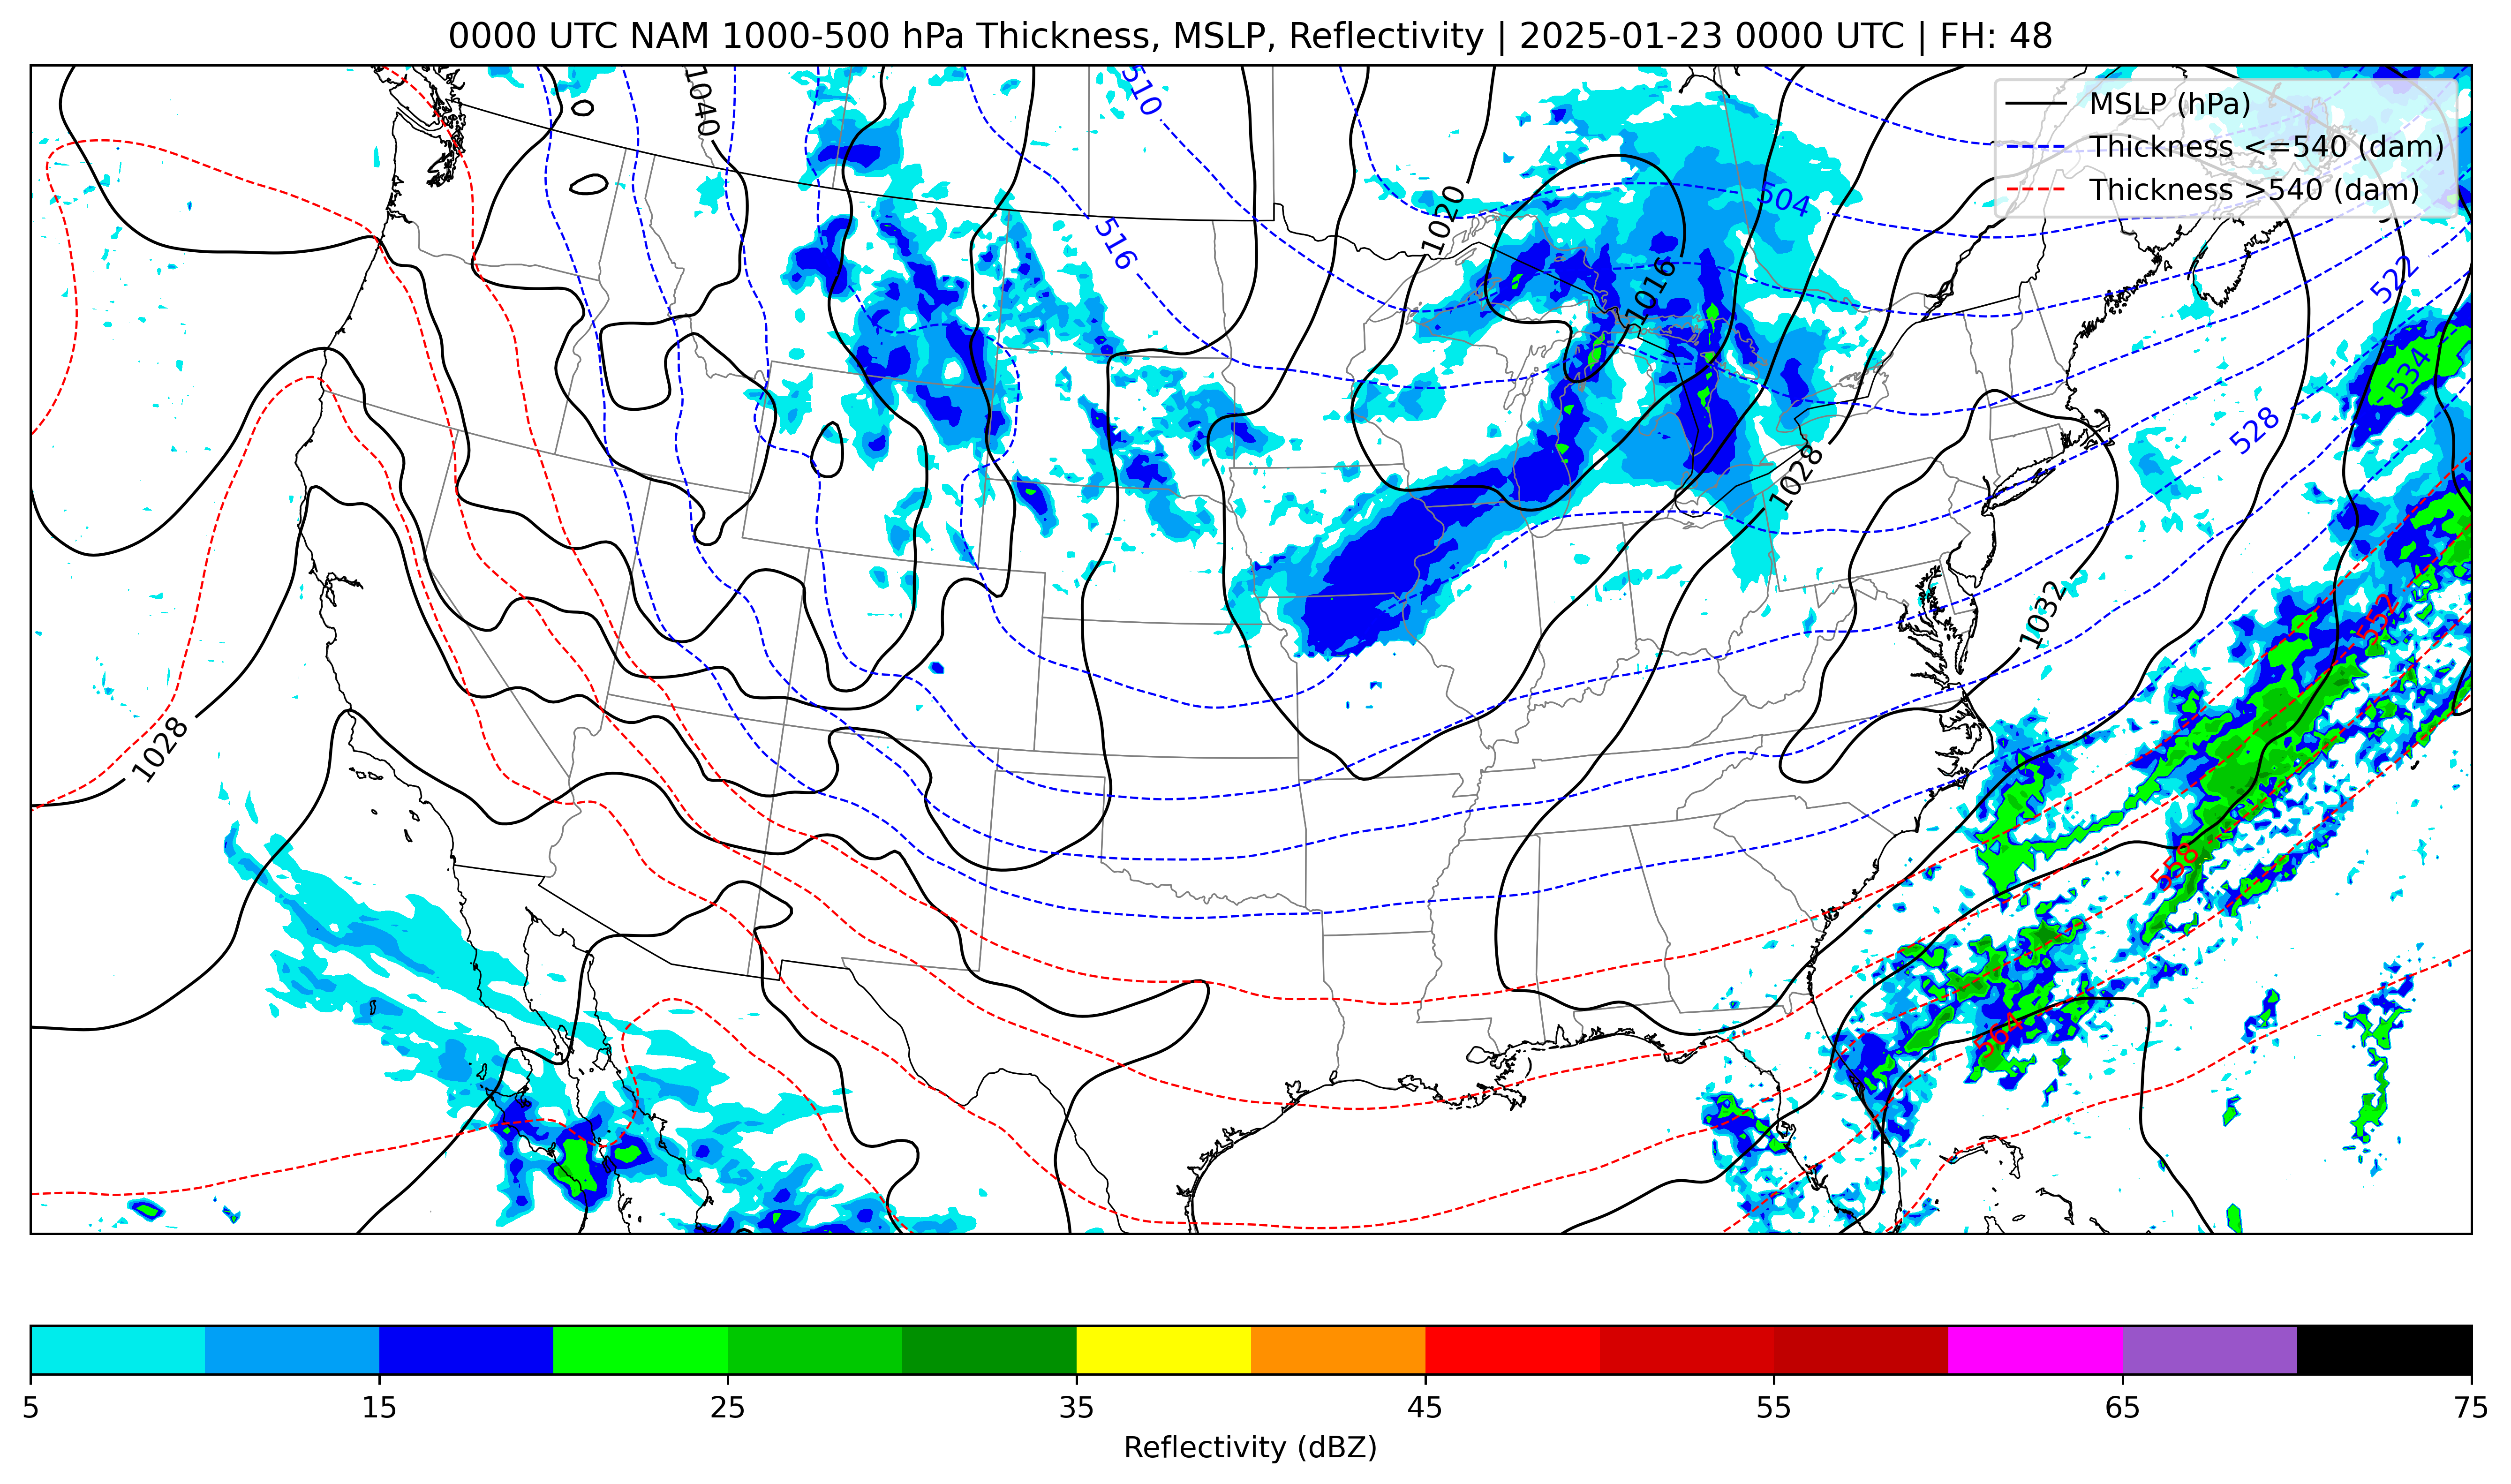 0000 UTC NAM 1000-500 hPa Thickness, MSLP, Reflectivity | 2025-01-23 0000 UTC | FH: 48
MSLP (hPa)
Thickness <=540 (dam)
Thickness >540 (dam)
1040
510
504
1020
516
1016
522
534
528
1028
1032
552
1028
558
564
5 15 25 35 45 55 65 75
Reflectivity (dBZ)